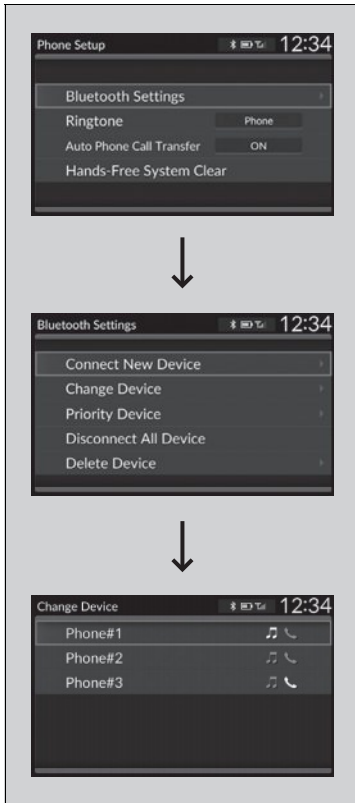 Phone Setup 12:34
Bluetooth Settings
Ringtone Phone
Auto Phone Call Transfer ON
Hands-Free System Clear
Bluetooth Settings 12:34
Connect New Device
Change Device
Priority Device
Disconnect All Device
Delete Device
Change Device 12:34
Phone#1
Phone#2
Phone#3